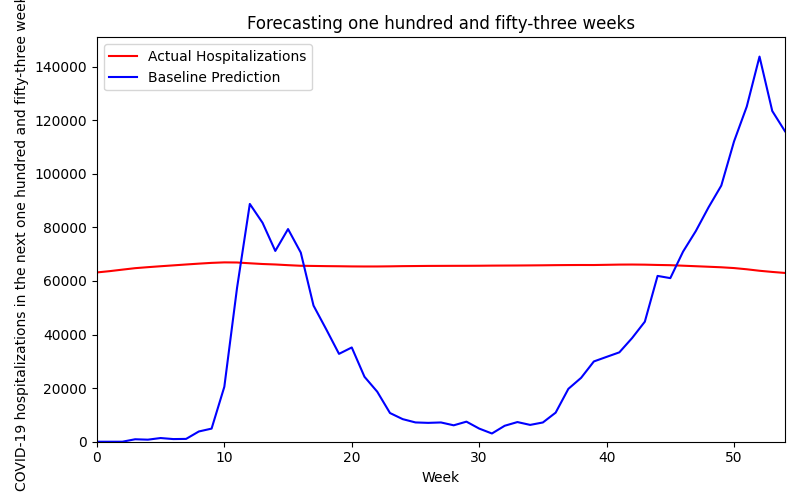 Forecasting one hundred and fifty-three weeks
Actual Hospitalizations
Baseline Prediction
COVID-19 hospitalizations in the next one hundred and fifty-three week
140000
120000
100000
80000
60000
40000
20000
0
0 10 20 30 40 50
Week